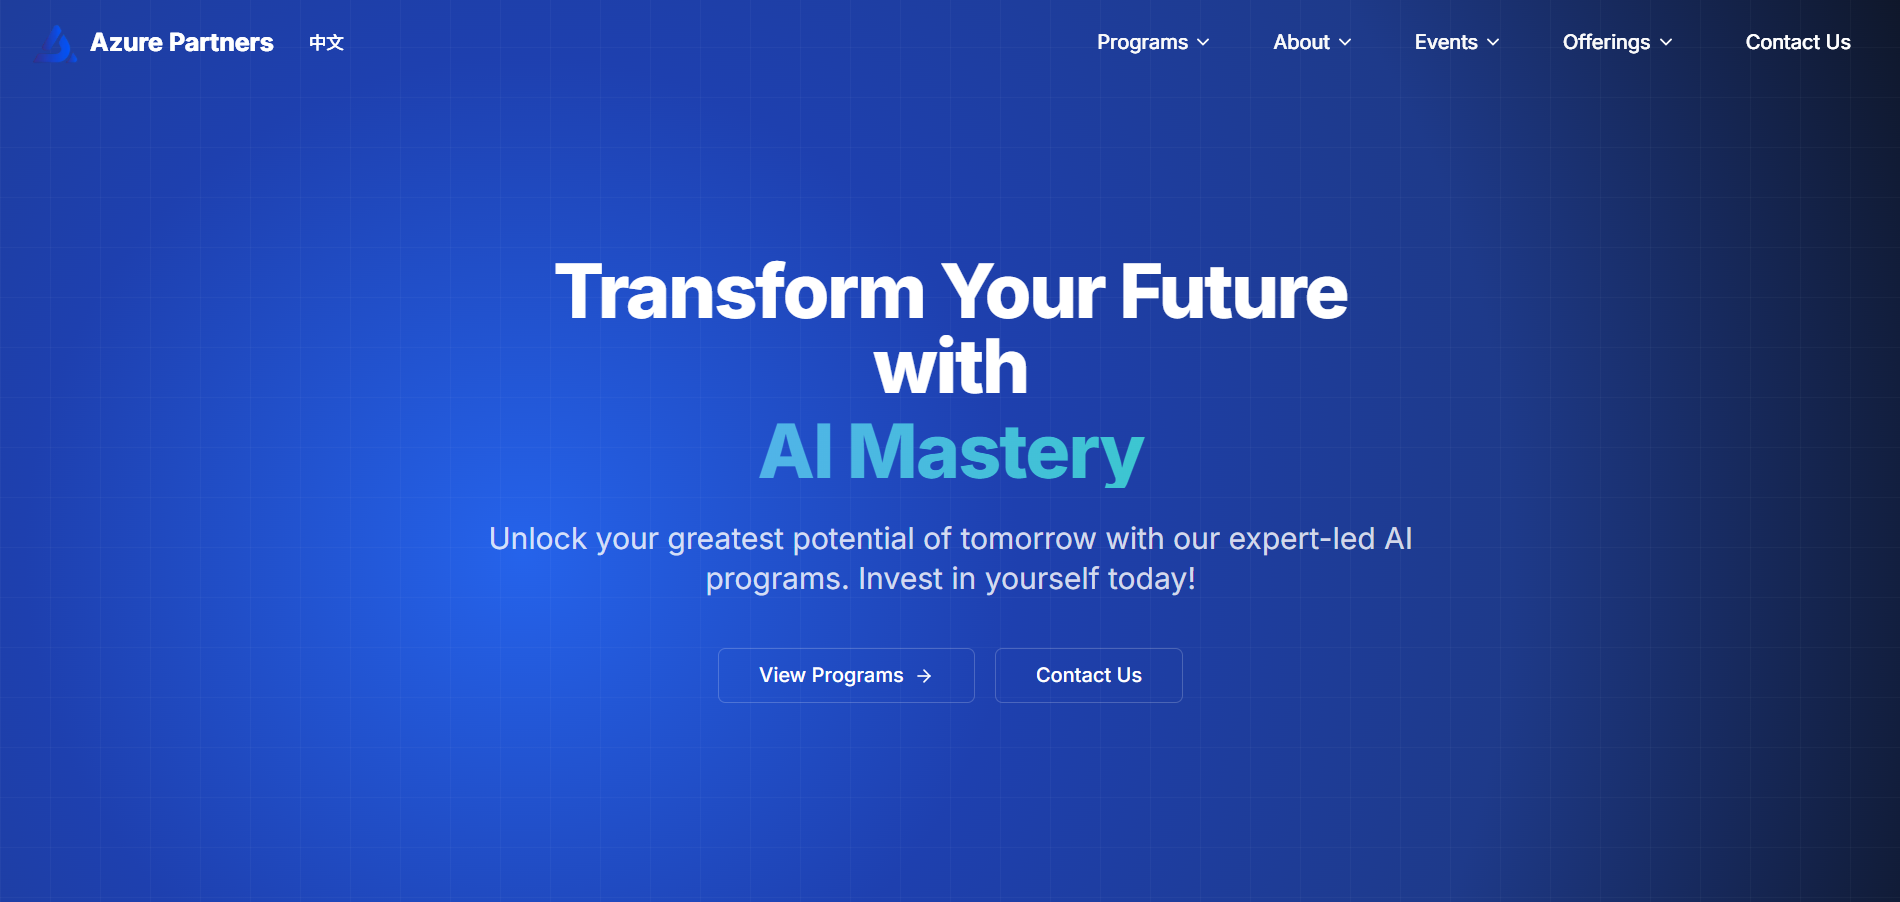 Azure Partners
中文
Programs
About
Events
Offerings
Contact Us
Transform Your Future
with
AI Mastery
Unlock your greatest potential of tomorrow with our expert-led AI
programs. Invest in yourself today!
View Programs →
Contact Us